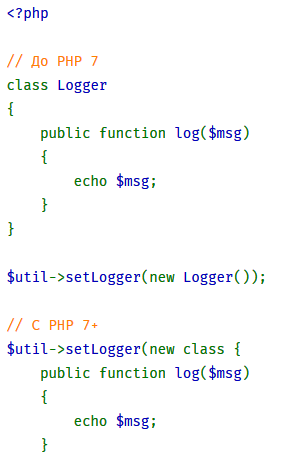 <?php
// До PHP 7
class Logger
{
    public function log($msg)
    {
        echo $msg;
    }
}
$util->setLogger(new Logger());
// С PHP 7+
$util->setLogger(new class {
    public function log($msg)
    {
        echo $msg;
    }